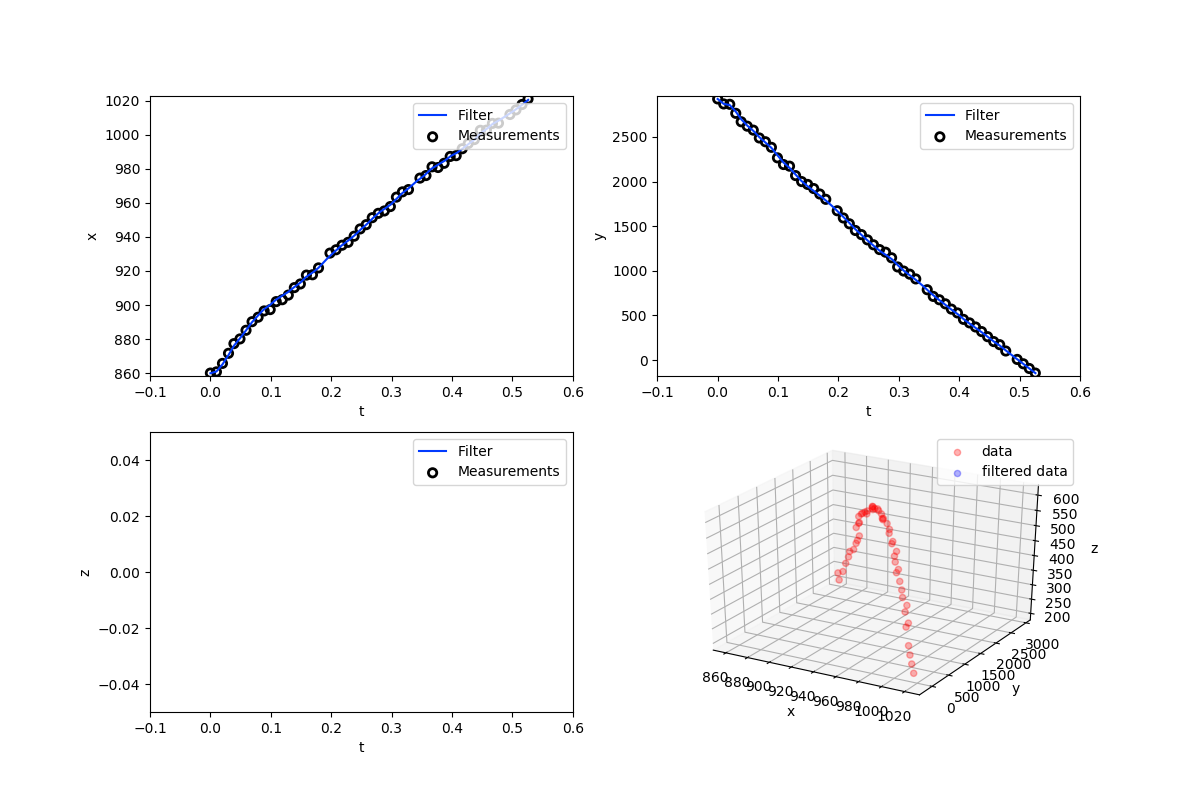 1020
1000
980
960
940
920
900
880
860
x
−0.1 0.0 0.1 0.2 0.3 0.4 0.5 0.6
t
Filter
Measurements
2500
2000
1500
1000
500
0
y
−0.1 0.0 0.1 0.2 0.3 0.4 0.5 0.6
t
Filter
Measurements
0.04
0.02
0.00
−0.02
−0.04
z
−0.1 0.0 0.1 0.2 0.3 0.4 0.5 0.6
t
Filter
Measurements
data
filtered data
600
550
500
450
400
350
300
250
200
z
3000
2500
2000
1500
1000
500
0
y
860 880 900 920 940 960 980 1000 1020
x